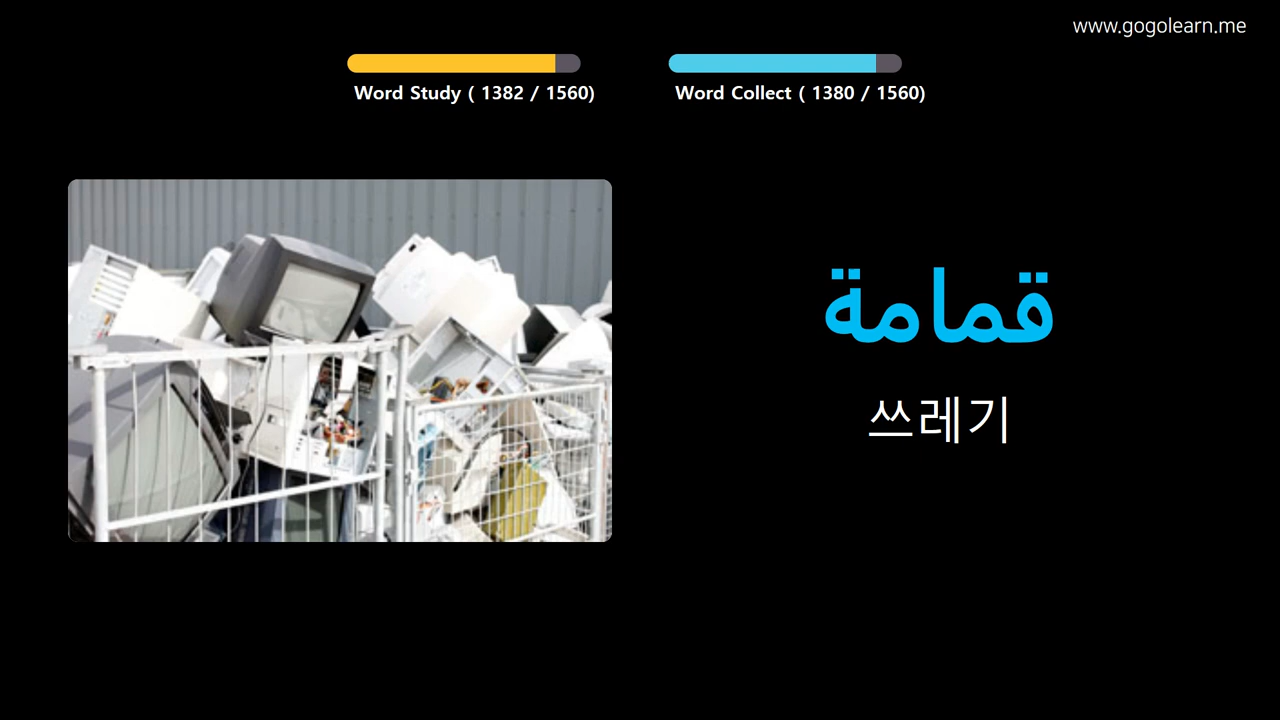 www.gogolearn.me
Word Study ( 1382 / 1560)
Word Collect ( 1380 / 1560)
قمامة
쓰레기